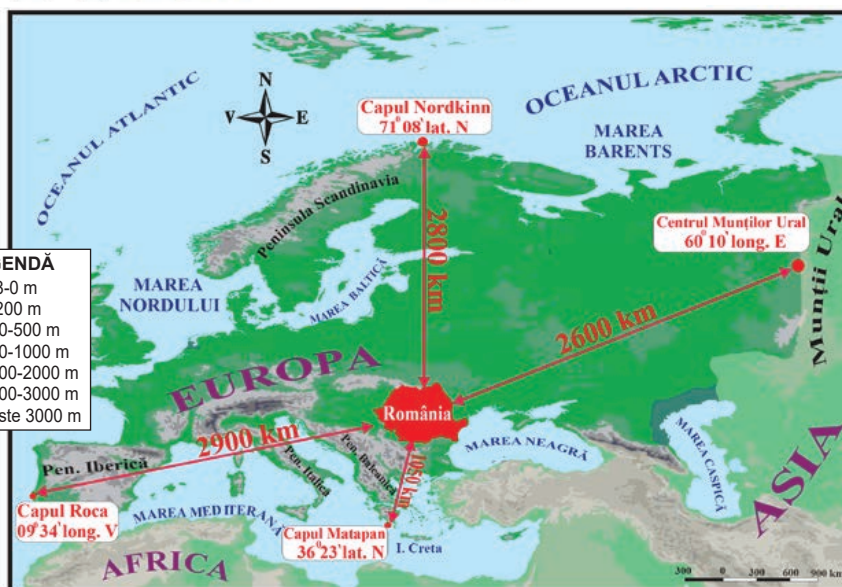 OCEANUL ATLANTIC
OCEANUL ARCTIC
N
V E
S
Capul Nordkinn
71°08' lat. N
MAREA
BARENTS
Peninsula Scandinavia
2800 km
Centrul Munților Ural
60°10' long. E
Munții Ural
MAREA
NORDULUI
MAREA BALTICĂ
2600 km
EUROPA
România
2900 km
Pen. Iberică
Pen. Italică
Pen. Balcanică
1050 km
MAREA NEAGRĂ
MAREA CASPICĂ
ASIA
Capul Roca
09°34' long. V
MAREA MEDITERANĂ
Capul Matapan
36°23' lat. N
I. Creta
AFRICA
300 0 300 600 900 km
GENDĂ
3-0 m
200 m
0-500 m
0-1000 m
00-2000 m
00-3000 m
ste 3000 m